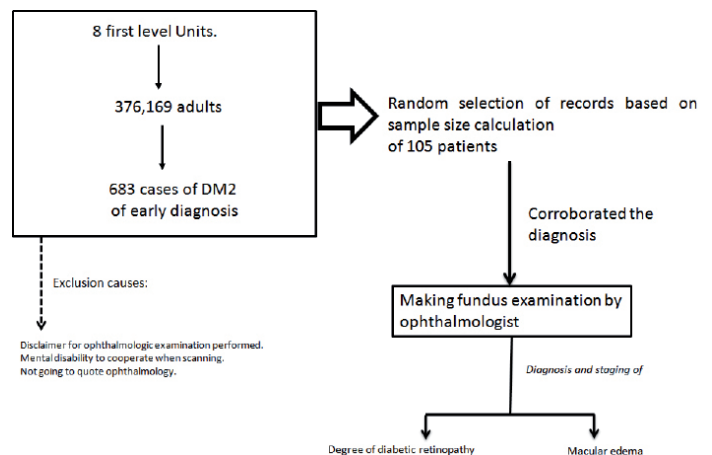 8 first level Units.
376,169 adults
683 cases of DM2
of early diagnosis
Exclusion causes:
Disclaimer for ophthalmologic examination performed.
Mental disability to cooperate when scanning.
Not going to quote ophthalmology.
Random selection of records based on
sample size calculation
of 105 patients
Corroborated the
diagnosis
Making fundus examination by
ophthalmologist
Diagnosis and staging of
Degree of diabetic retinopathy
Macular edema